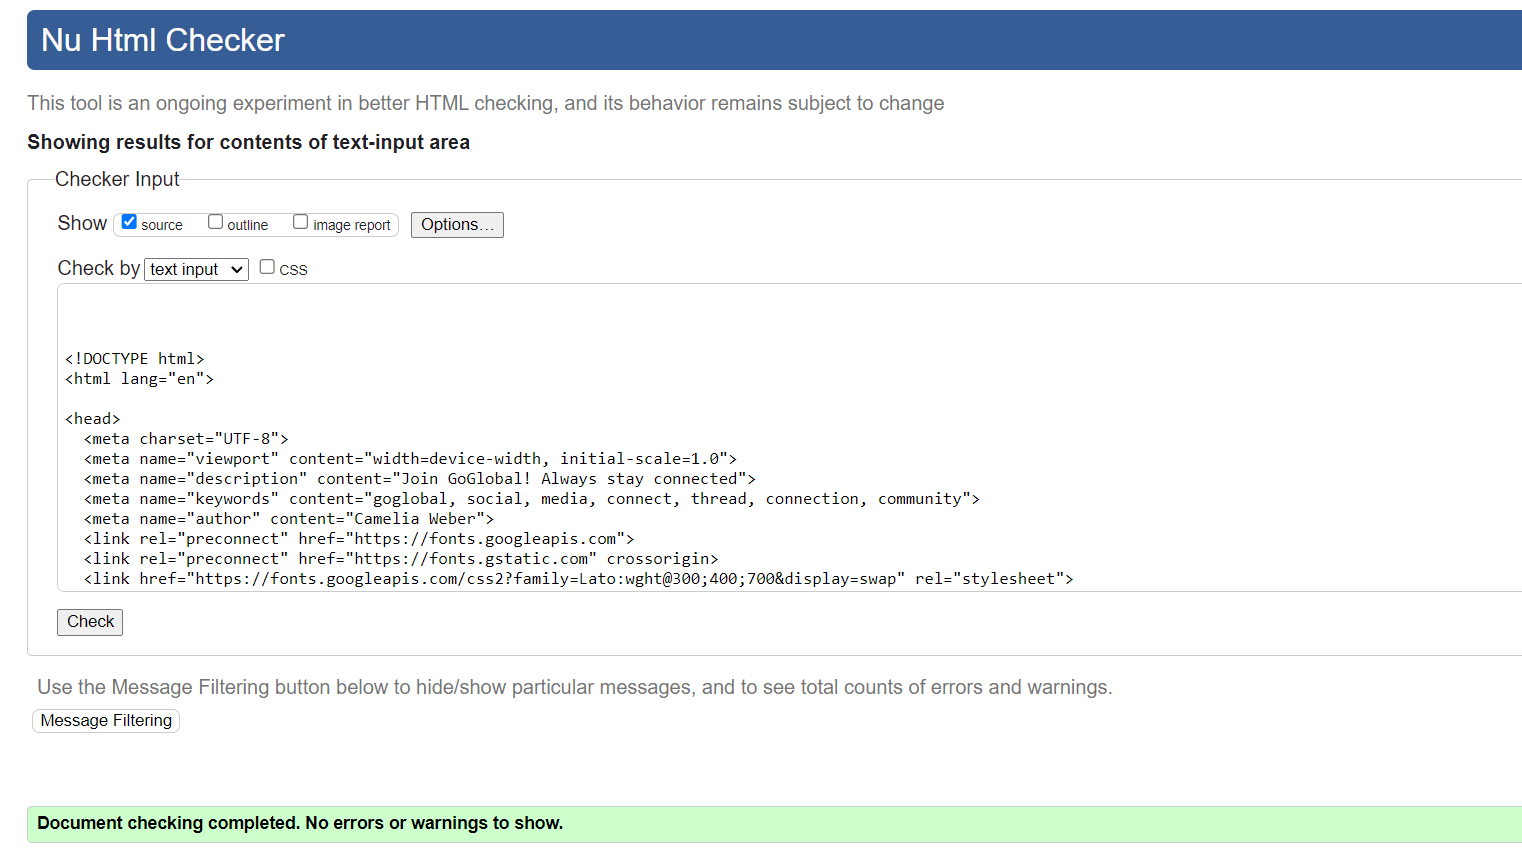 Nu Html Checker
This tool is an ongoing experiment in better HTML checking, and its behavior remains subject to change
Showing results for contents of text-input area
Checker Input
Show source outline image report Options...
Check by text input CSS
<!DOCTYPE html>
<html lang="en">
<head>
<meta charset="UTF-8">
<meta name="viewport" content="width=device-width, initial-scale=1.0">
<meta name="description" content="Join GoGlobal! Always stay connected">
<meta name="keywords" content="goglobal, social, media, connect, thread, connection, community">
<meta name="author" content="Camelia Weber">
<link rel="preconnect" href="https://fonts.googleapis.com">
<link rel="preconnect" href="https://fonts.gstatic.com" crossorigin>
<link href="https://fonts.googleapis.com/css2?family=Lato:wght@300;400;700&display=swap" rel="stylesheet">
Check
Use the Message Filtering button below to hide/show particular messages, and to see total counts of errors and warnings.
Message Filtering
Document checking completed. No errors or warnings to show.